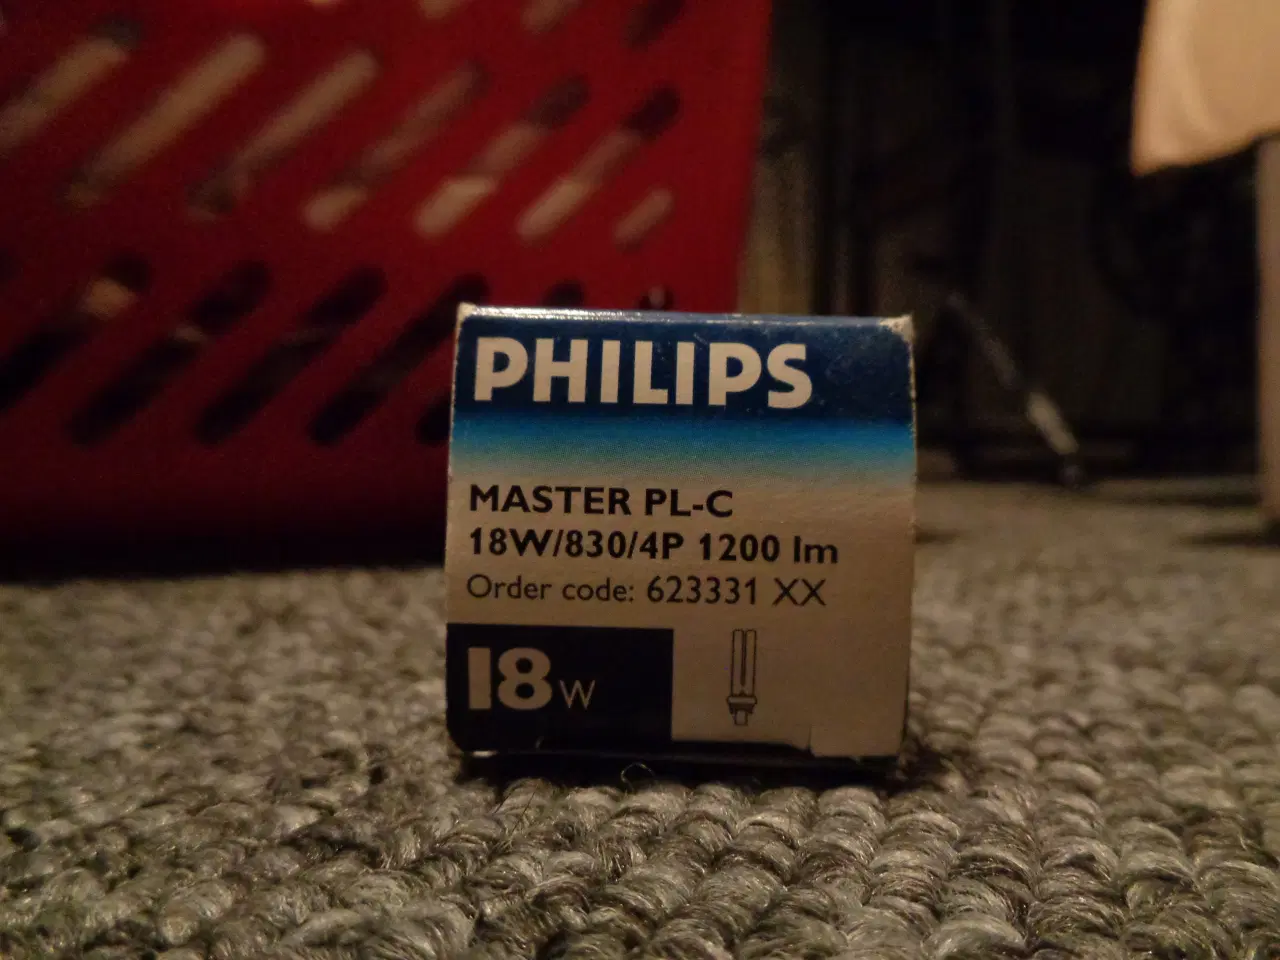 PHILIPS
MASTER PL-C
18W/830/4P 1200 lm
Order code: 623331 XX
18W